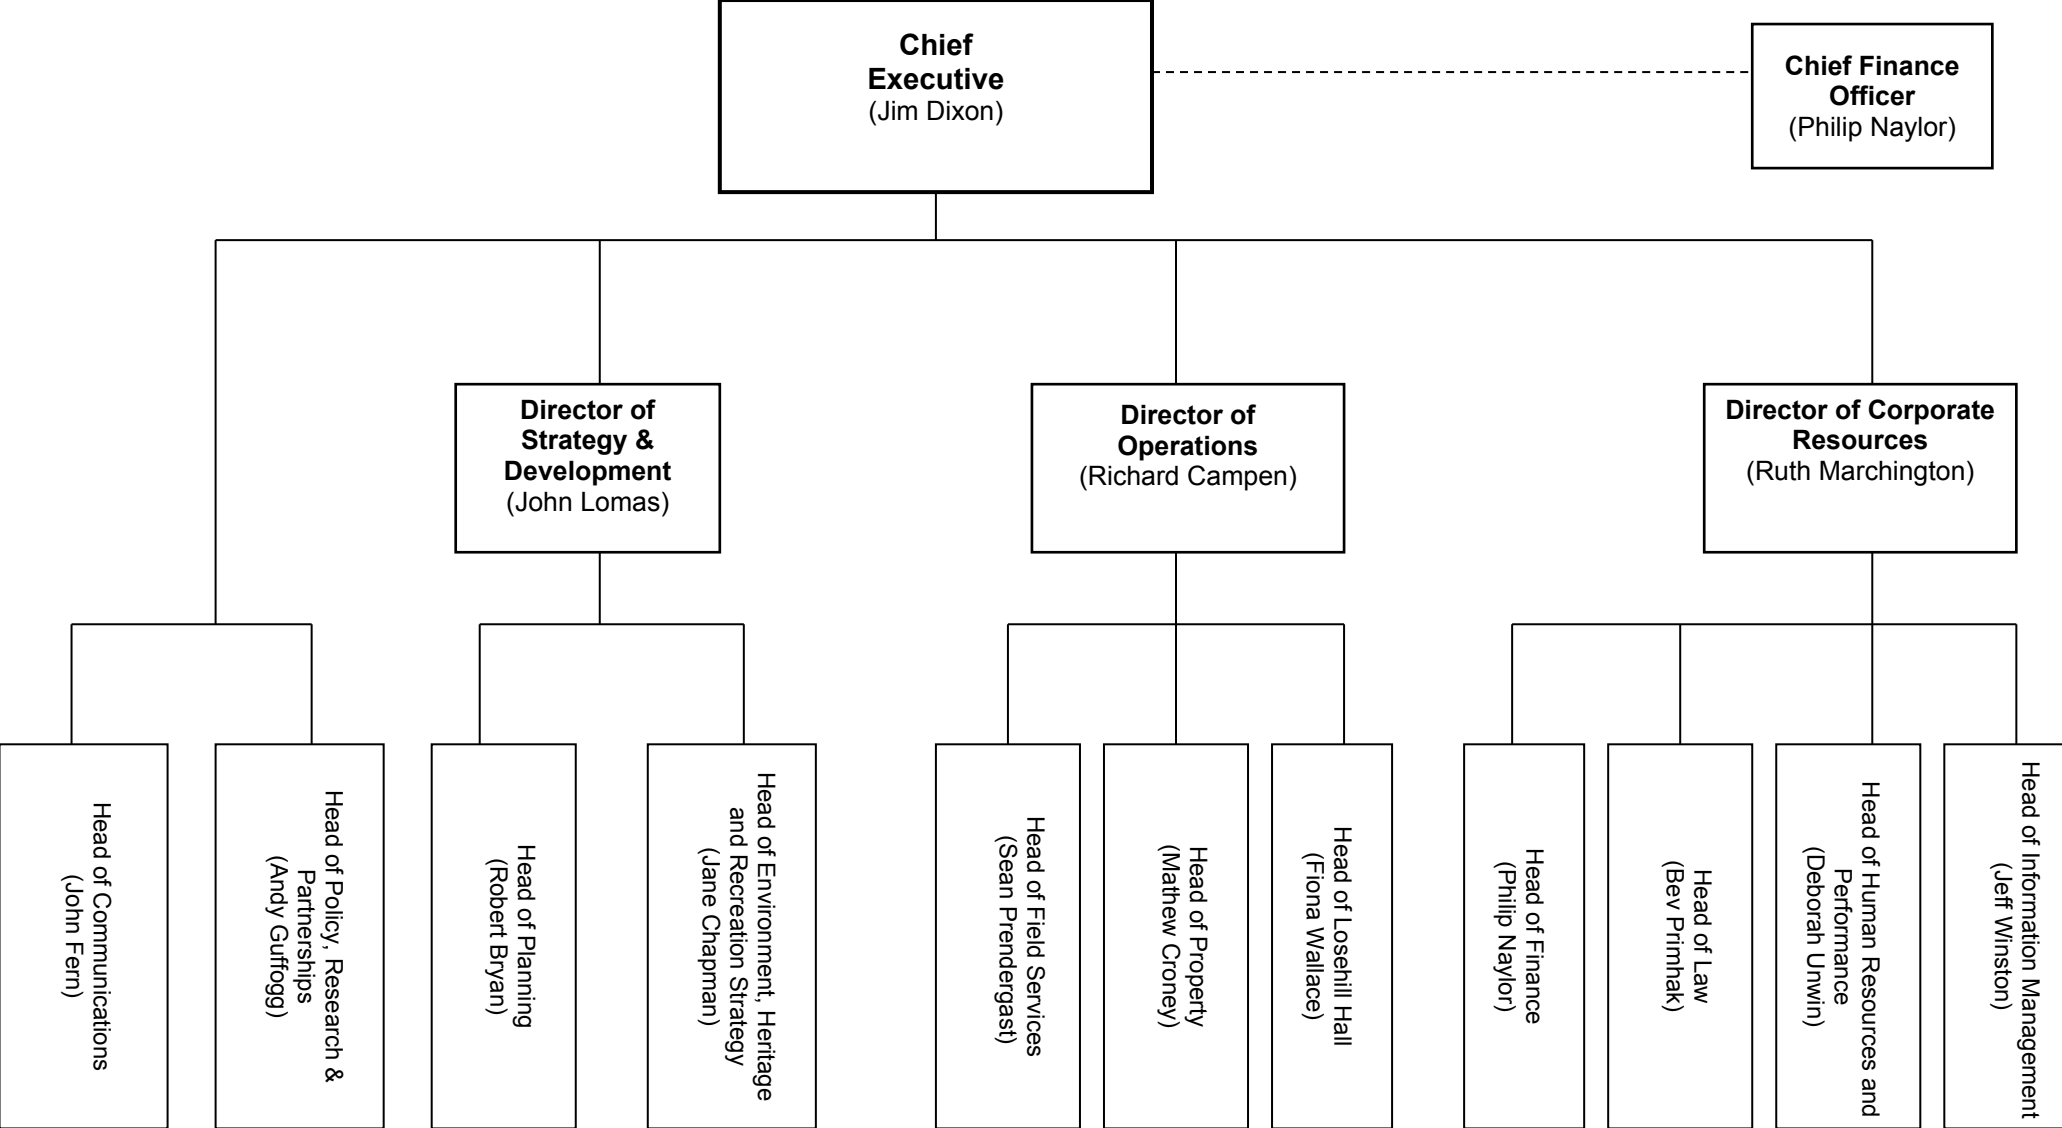 Chief
Executive
(Jim Dixon)
Chief Finance
Officer
(Philip Naylor)
Director of
Strategy &
Development
(John Lomas)
Director of
Operations
(Richard Campen)
Director of Corporate
Resources
(Ruth Marchington)
Head of Communications
(John Fern)
Head of Policy, Research &
Partnerships
(Andy Guffogg)
Head of Planning
(Robert Bryan)
Head of Environment, Heritage
and Recreation Strategy
(Jane Chapman)
Head of Field Services
(Sean Prendergast)
Head of Property
(Mathew Croney)
Head of Losehill Hall
(Fiona Wallace)
Head of Finance
(Philip Naylor)
Head of Law
(Bev Primhak)
Head of Human Resources and
Performance
(Deborah Unwin)
Head of Information Management
(Jeff Winston)